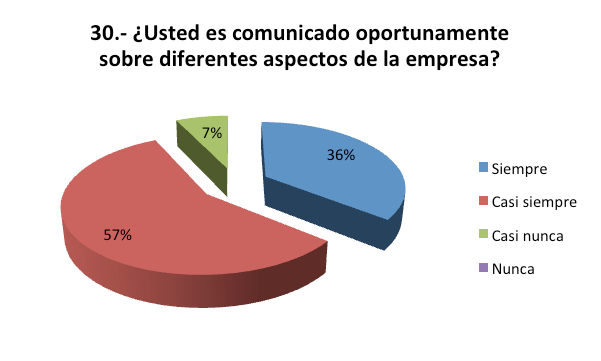 30.- ¿Usted es comunicado oportunamente
sobre diferentes aspectos de la empresa?
7%
36%
57%
Siempre
Casi siempre
Casi nunca
Nunca